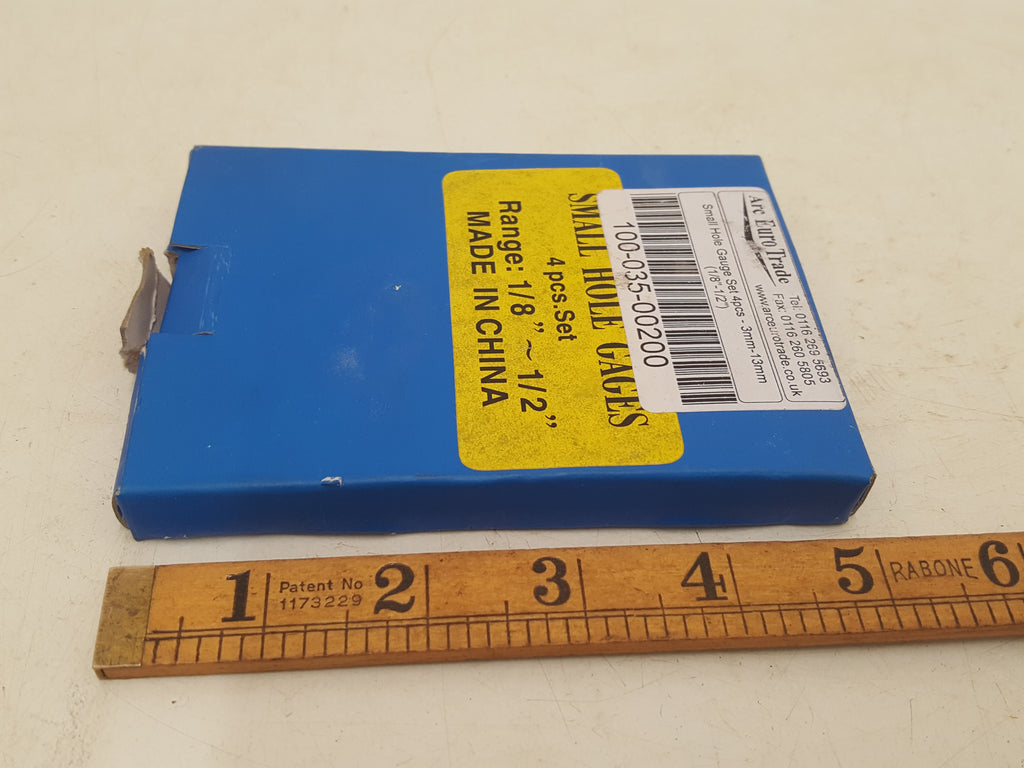 SMALL HOLE GAGES
4 pcs.Set
Range: 1/8" ~ 1/2"
MADE IN CHINA
Arc Euro Trade
Tel: 0116 269 5693
Fax: 0116 260 5805
www.arceurotrade.co.uk
Small Hole Gauge Set 4pcs - 3mm-13mm
(1/8"-1/2")
100-035-00200
1 2 3 4 5 6
Patent No
1173229
RABONE